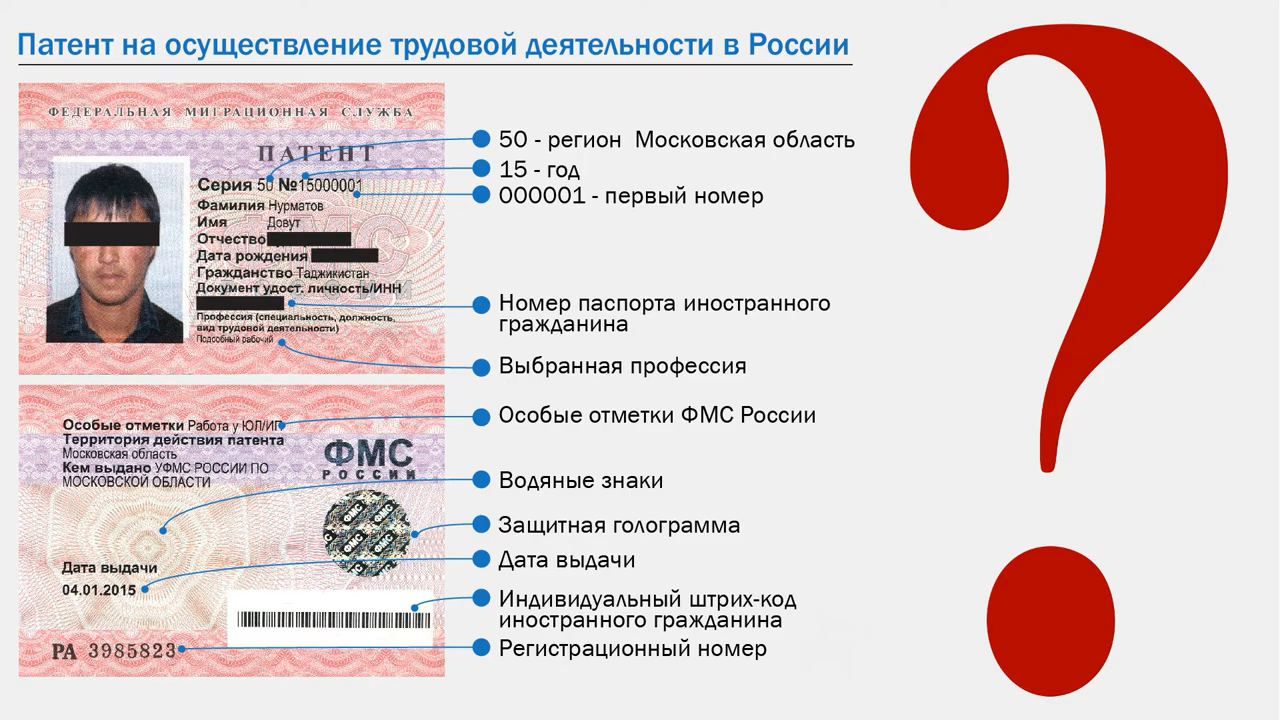 Патент на осуществление трудовой деятельности в России
ФЕДЕРАЛЬНАЯ МИГРАЦИОННАЯ СЛУЖБА
ПАТЕНТ
Серия 50 №15000001
Фамилия Нурматов
Имя Довут
Отчество
Дата рождения
Гражданство Таджикистан
Документ удост. личность/ИНН
Профессия (специальность, должность,
вид трудовой деятельности)
Подсобный рабочий
50 - регион Московская область
15 - год
000001 - первый номер
Номер паспорта иностранного
гражданина
Выбранная профессия
Особые отметки Работа у ЮЛ/ИП
Территория действия патента
Московская область
Кем выдано УФМС РОССИИ ПО
МОСКОВСКОЙ ОБЛАСТИ
ФМС
РОССИИ
ФМС
ФМС
ФМС
Дата выдачи
04.01.2015
РА 3985823
Особые отметки ФМС России
Водяные знаки
Защитная голограмма
Дата выдачи
Индивидуальный штрих-код
иностранного гражданина
Регистрационный номер
?